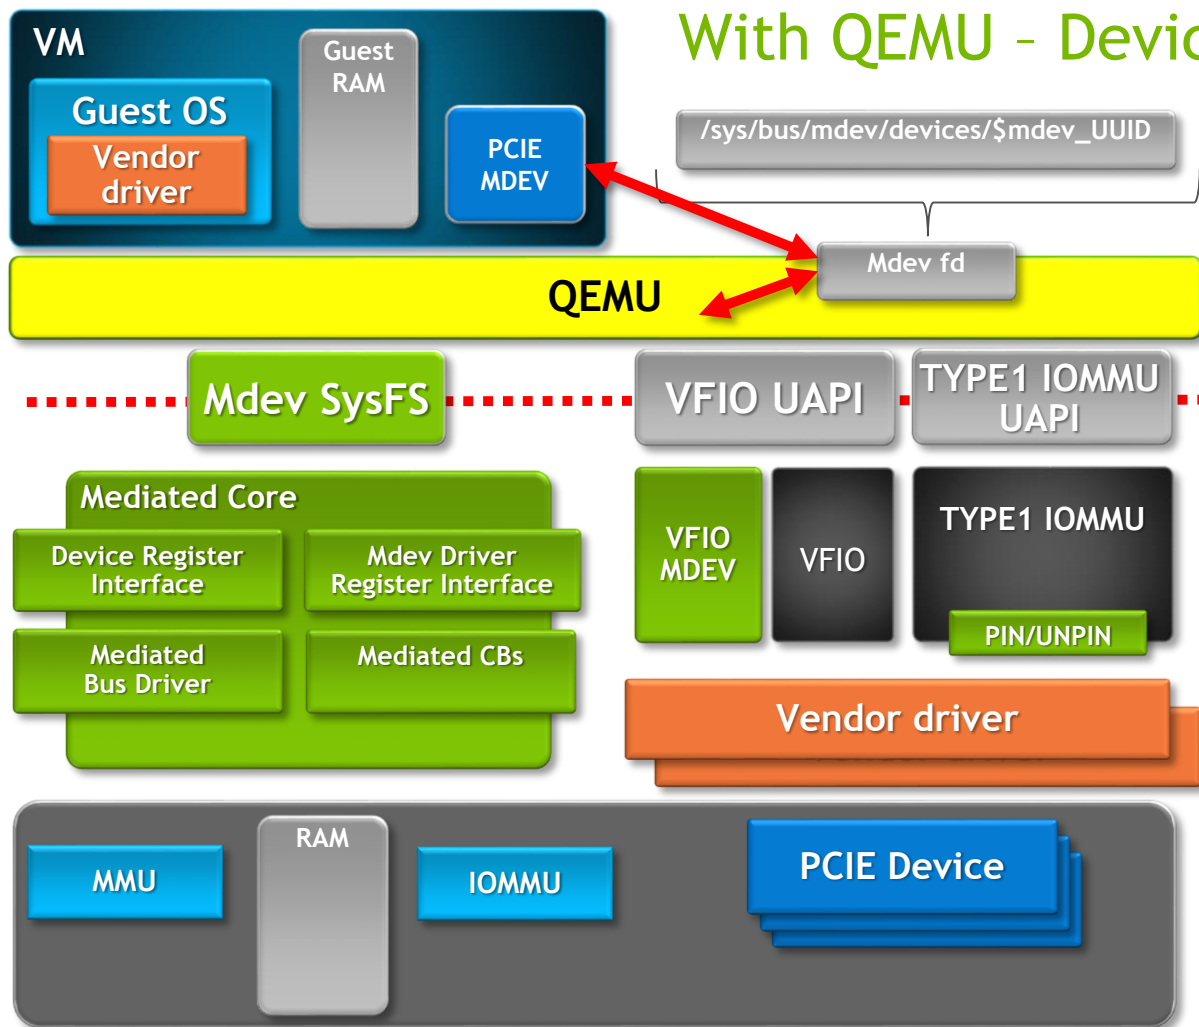 With QEMU – Devic
VM
Guest
RAM
Guest OS
Vendor
driver
PCIE
MDEV
/sys/bus/mdev/devices/$mdev_UUID
Mdev fd
QEMU
Mdev SysFS
VFIO UAPI
TYPE1 IOMMU
UAPI
Mediated Core
Device Register
Interface
Mdev Driver
Register Interface
Mediated
Bus Driver
Mediated CBs
VFIO
MDEV
VFIO
TYPE1 IOMMU
PIN/UNPIN
Vendor driver
RAM
MMU
IOMMU
PCIE Device